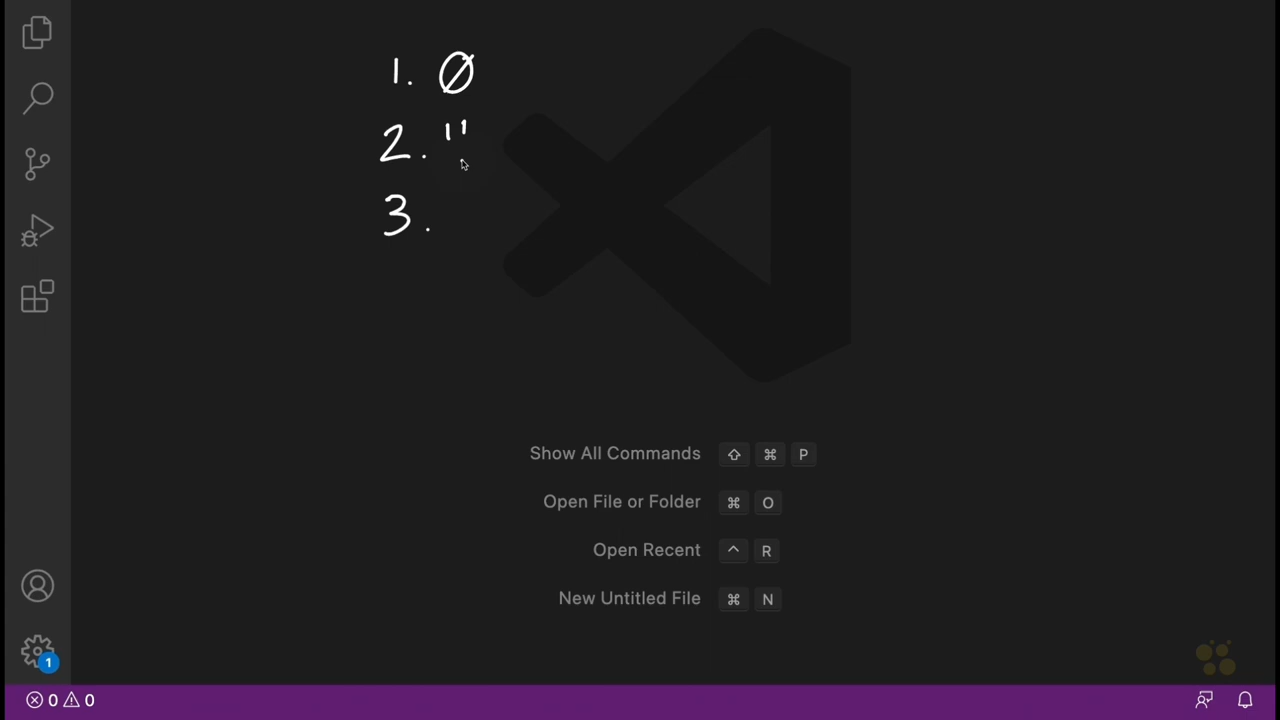 1. Ø
2. ''
3.
Show All Commands ⇧ ⌘ P
Open File or Folder ⌘ O
Open Recent ^ R
New Untitled File ⌘ N
1
0 0